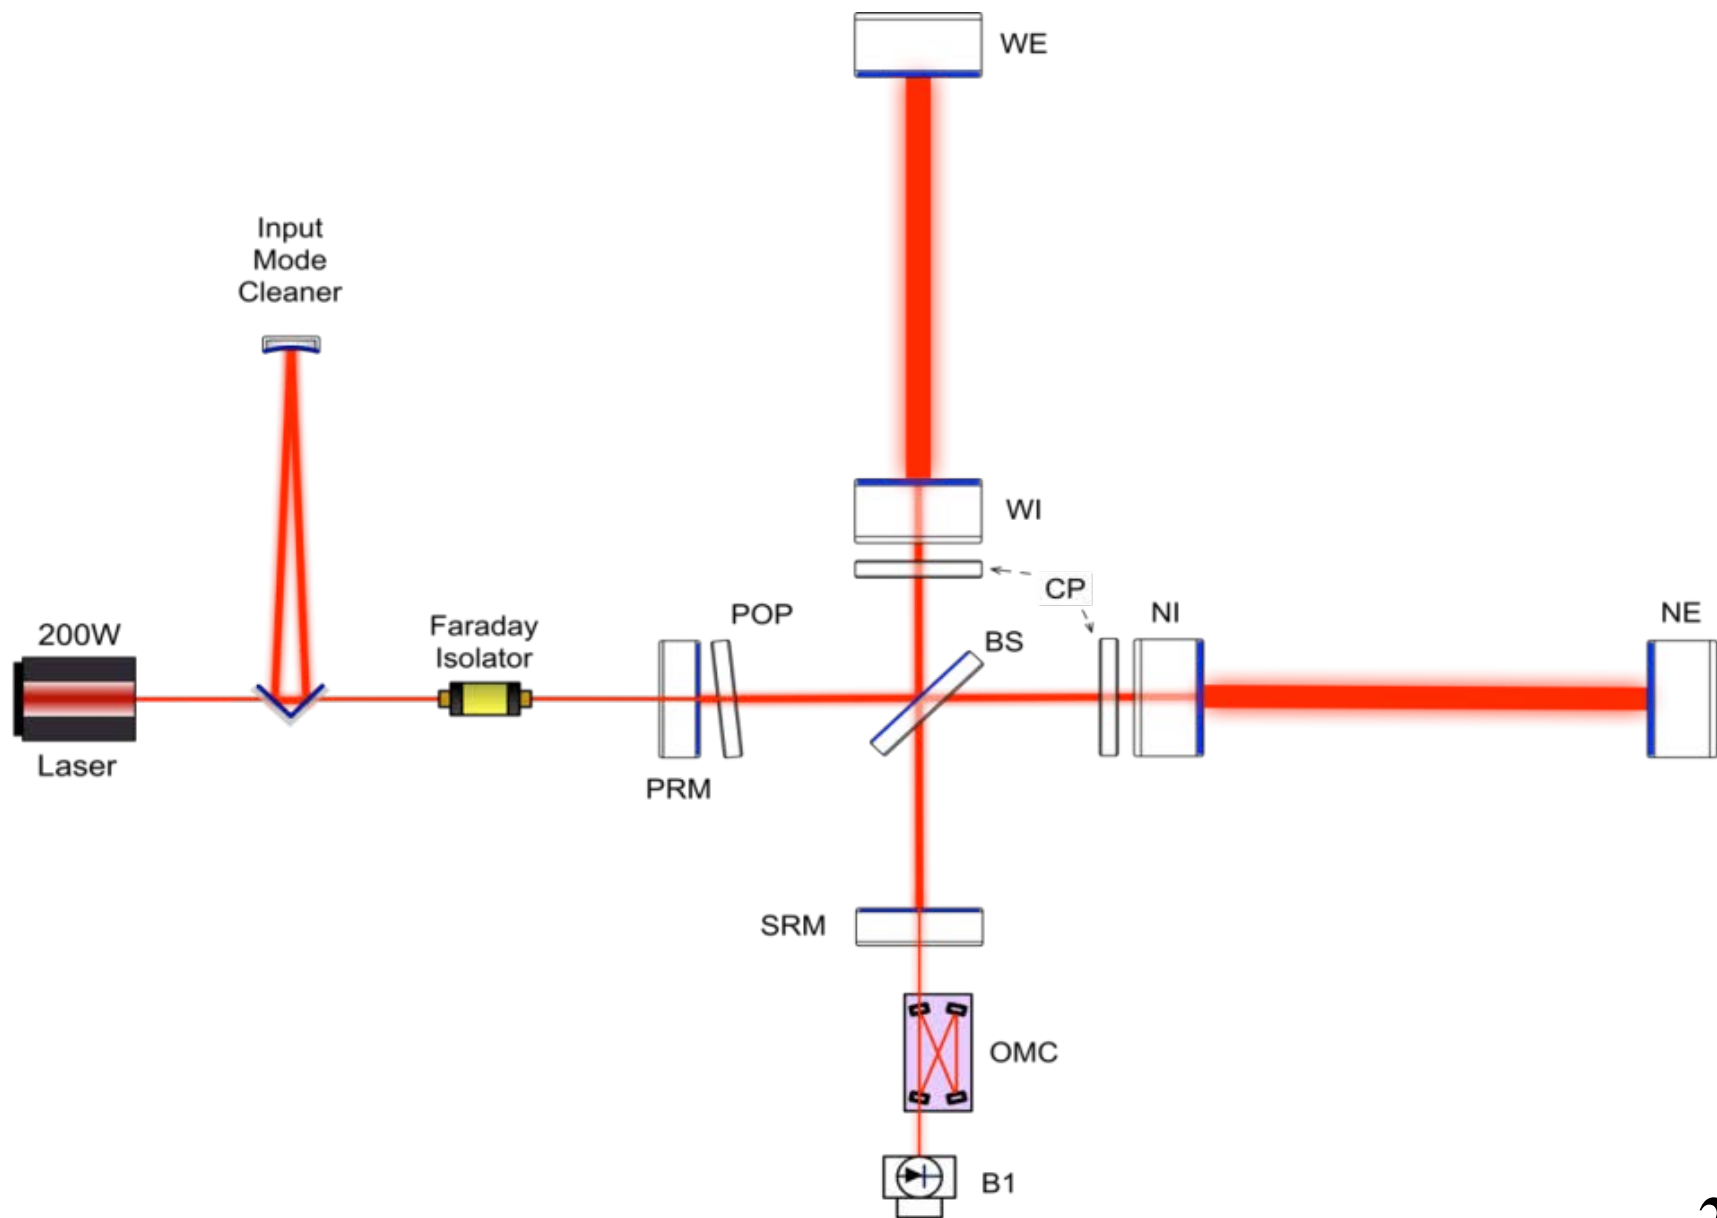 WE
Input
Mode
Cleaner
WI
CP
NI
NE
200W
Faraday
Isolator
POP
BS
Laser
PRM
SRM
OMC
B1